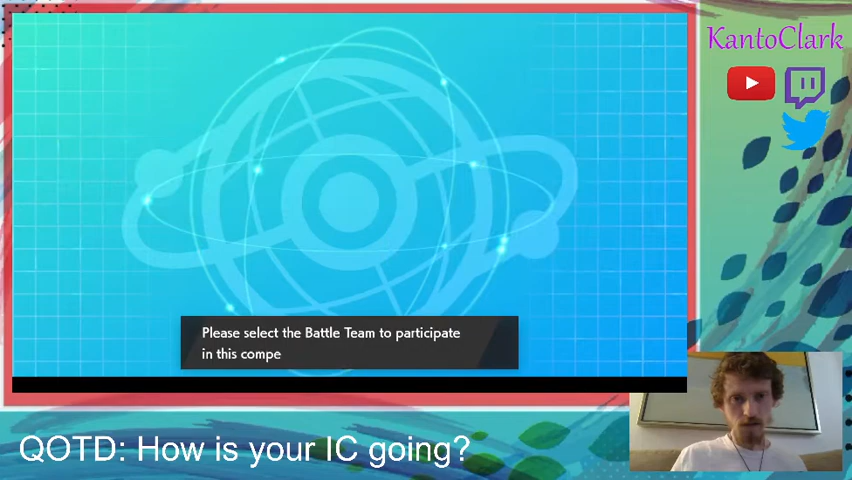 KantoClark
Please select the Battle Team to participate
in this compe
QOTD: How is your IC going?